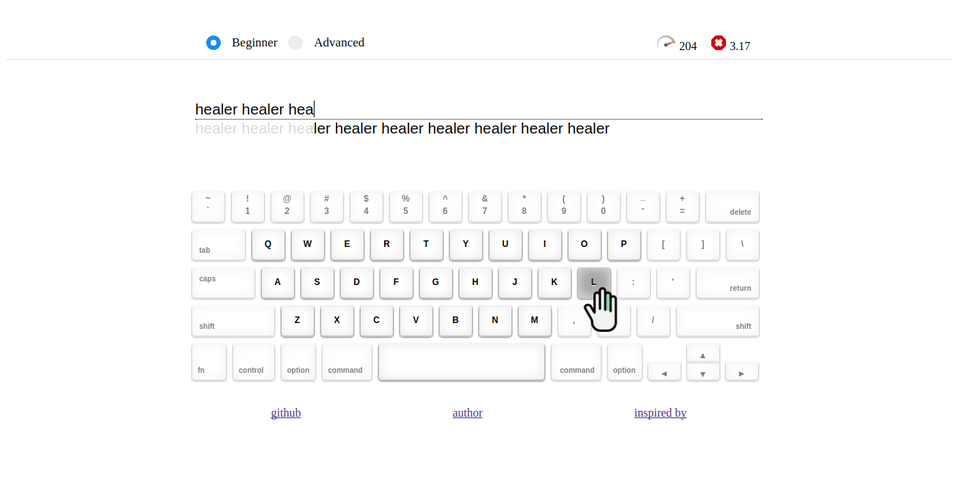 Beginner Advanced 204 3.17
healer healer hea
healer healer healer healer healer healer healer healer healer
~ ! @ # $ % ^ & * ( ) _ +
` 1 2 3 4 5 6 7 8 9 0 - = delete
tab Q W E R T Y U I O P [ ] \
caps A S D F G H J K L : ' return
shift Z X C V B N M , / shift
fn control option command command option ◄ ▲ ▼ ►
github author inspired by